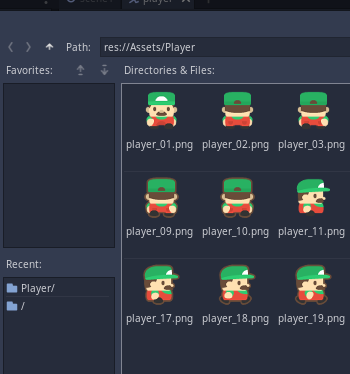 player
Path: res://Assets/Player
Favorites:
Directories & Files:
player_01.png player_02.png player_03.png
player_09.png player_10.png player_11.png
Recent:
Player/
/
player_17.png player_18.png player_19.png